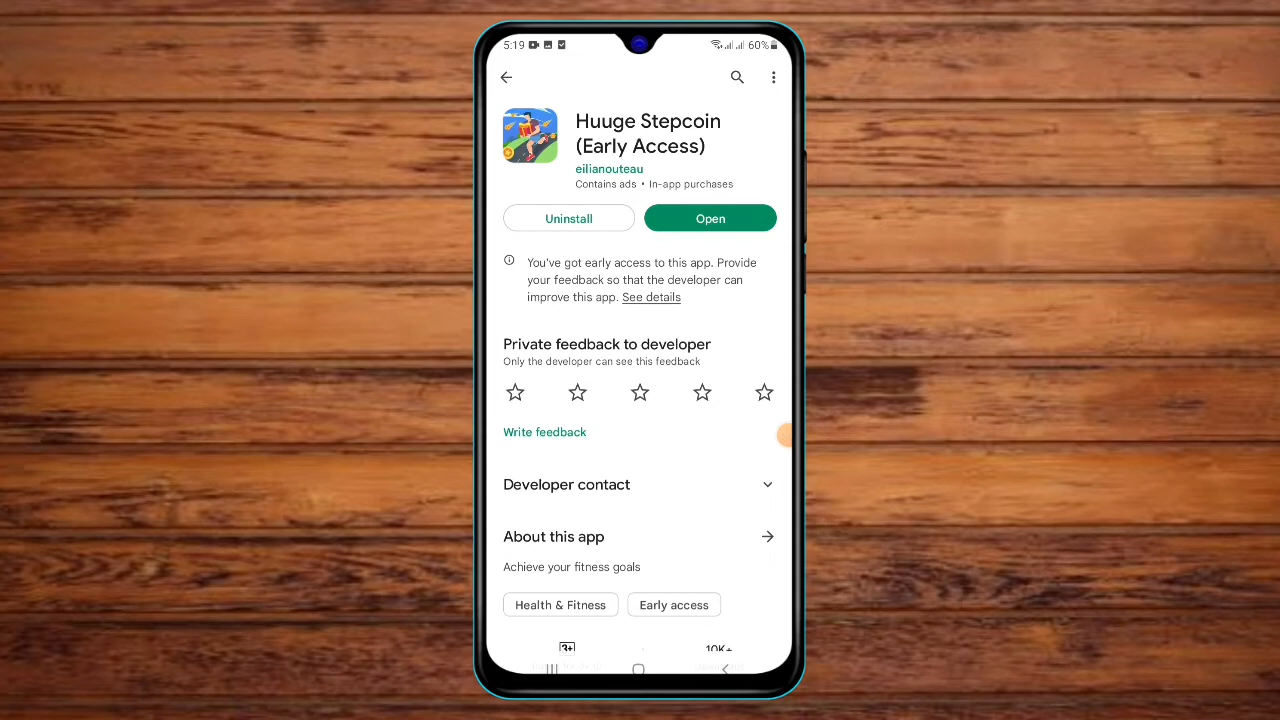 5:19
60%
Huuge Stepcoin
(Early Access)
eilianouteau
Contains ads • In-app purchases
Uninstall
Open
You've got early access to this app. Provide
your feedback so that the developer can
improve this app. See details
Private feedback to developer
Only the developer can see this feedback
Write feedback
Developer contact
About this app
Achieve your fitness goals
Health & Fitness
Early access
3+
10K+